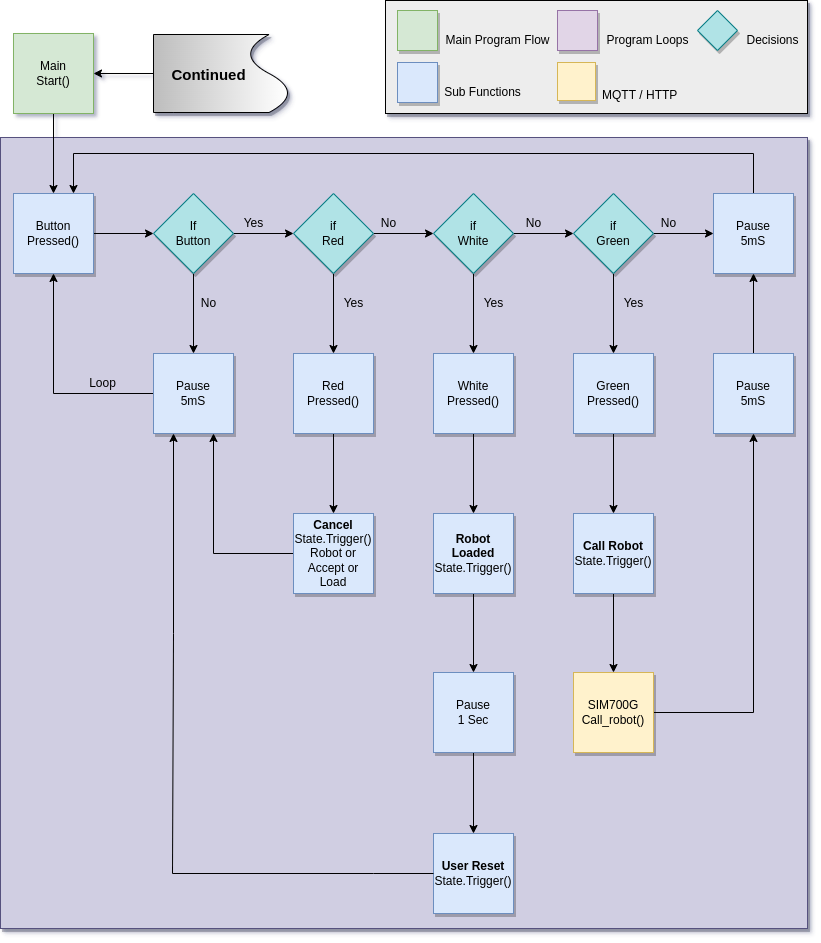 Main Program Flow
Program Loops
Decisions
Sub Functions
MQTT / HTTP
Main
Start()
Continued
Button
Pressed()
If
Button
Yes
if
Red
No
if
White
No
if
Green
No
Pause
5mS
No
Yes
Yes
Yes
Loop
Pause
5mS
Red
Pressed()
White
Pressed()
Green
Pressed()
Pause
5mS
Cancel
State.Trigger()
Robot or
Accept or
Load
Robot
Loaded
State.Trigger()
Call Robot
State.Trigger()
Pause
1 Sec
SIM700G
Call_robot()
User Reset
State.Trigger()